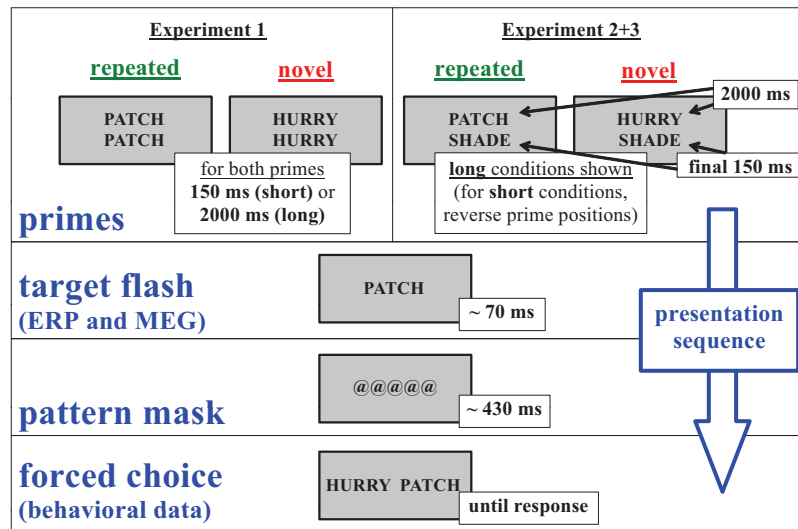 Experiment 1
repeated
novel
PATCH
PATCH
HURRY
HURRY
for both primes
150 ms (short) or
2000 ms (long)
Experiment 2+3
repeated
novel
PATCH
SHADE
HURRY
SHADE
2000 ms
final 150 ms
long conditions shown
(for short conditions,
reverse prime positions)
primes
target flash
(ERP and MEG)
PATCH
~ 70 ms
presentation
sequence
pattern mask
@@@@@
~ 430 ms
forced choice
(behavioral data)
HURRY PATCH
until response